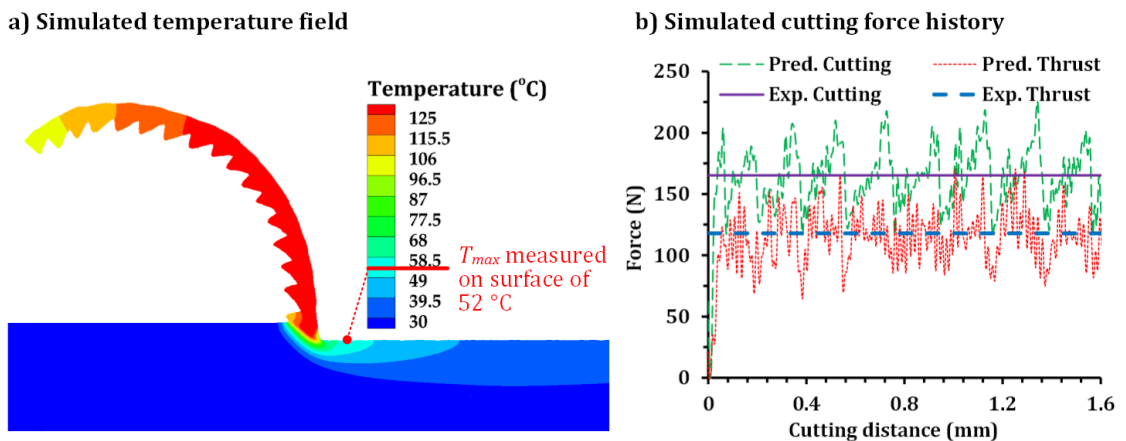 a) Simulated temperature field
Temperature (°C)
125
115.5
106
96.5
87
77.5
68
58.5
49
39.5
30
Tmax measured
on surface of
52 °C
b) Simulated cutting force history
Pred. Cutting
Pred. Thrust
Exp. Cutting
Exp. Thrust
250
200
150
100
50
0
Force (N)
0
0.4
0.8
1.2
1.6
Cutting distance (mm)